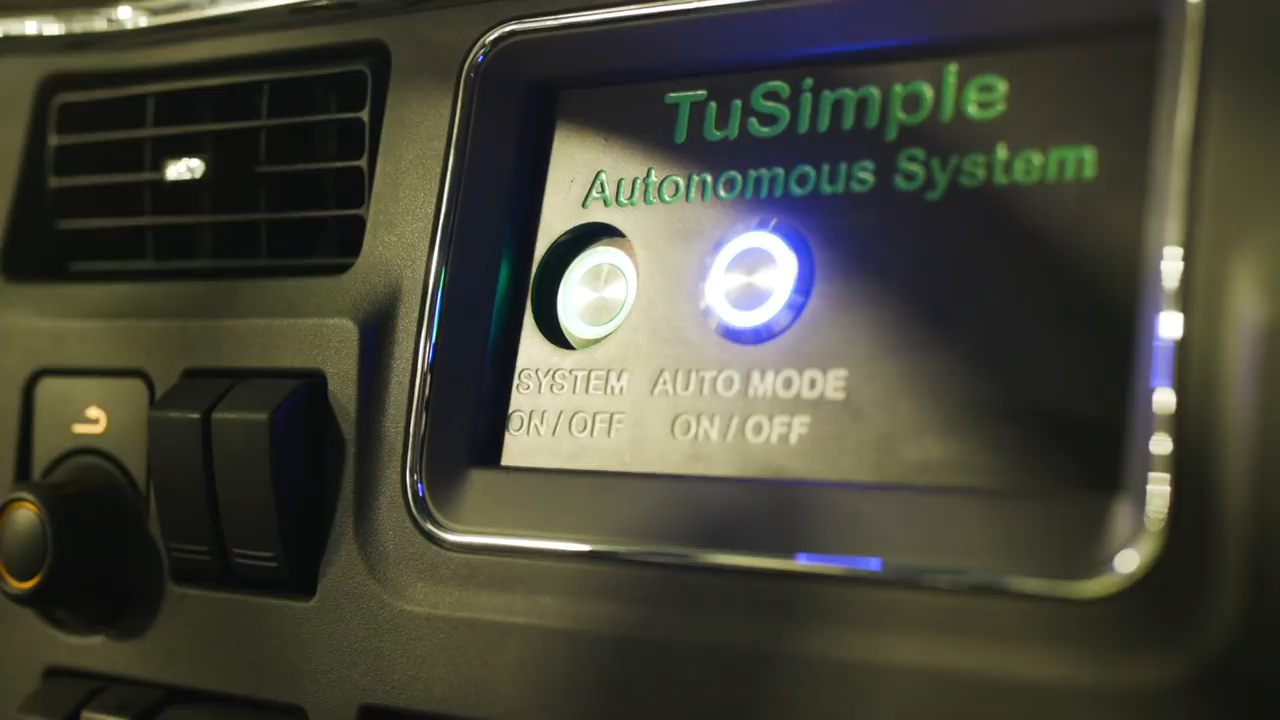 TuSimple
Autonomous System
SYSTEM AUTO MODE
ON / OFF ON / OFF